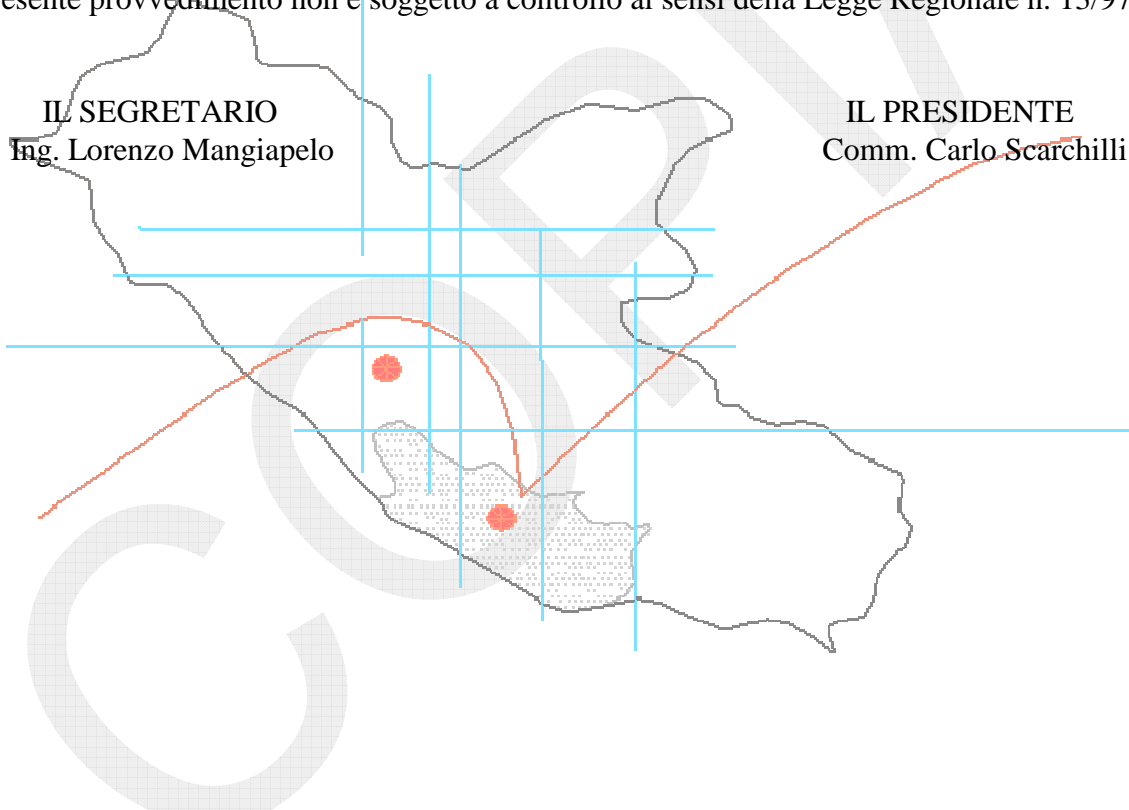 esente provvedimento non è soggetto a controllo ai sensi della Legge Regionale n. 15/97
IL SEGRETARIO
IL PRESIDENTE
Ing. Lorenzo Mangiapelo
Comm. Carlo Scarchilli
COPIA